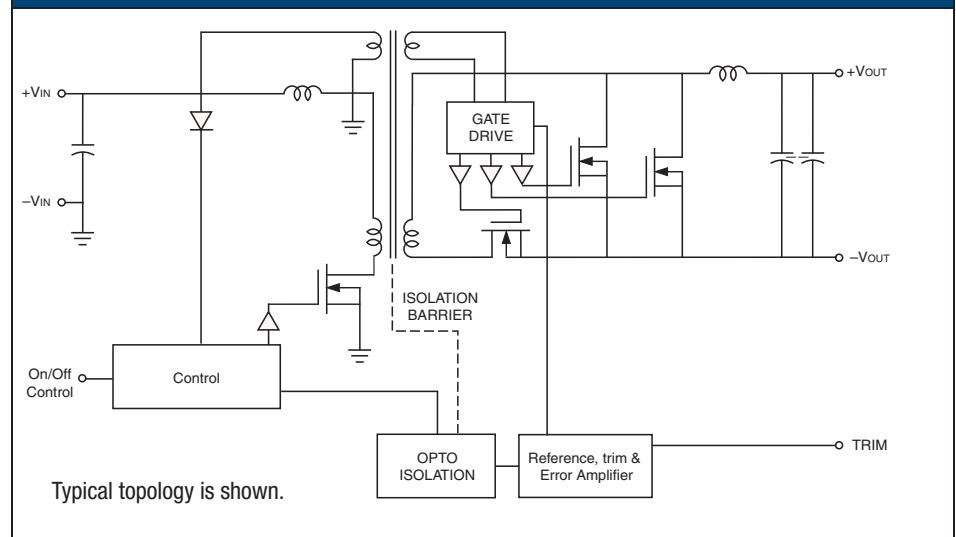 +VIN
−VIN
+VOUT
GATE
DRIVE
−VOUT
ISOLATION
BARRIER
On/Off
Control
Control
OPTO
ISOLATION
Reference, trim &
Error Amplifier
TRIM
Typical topology is shown.